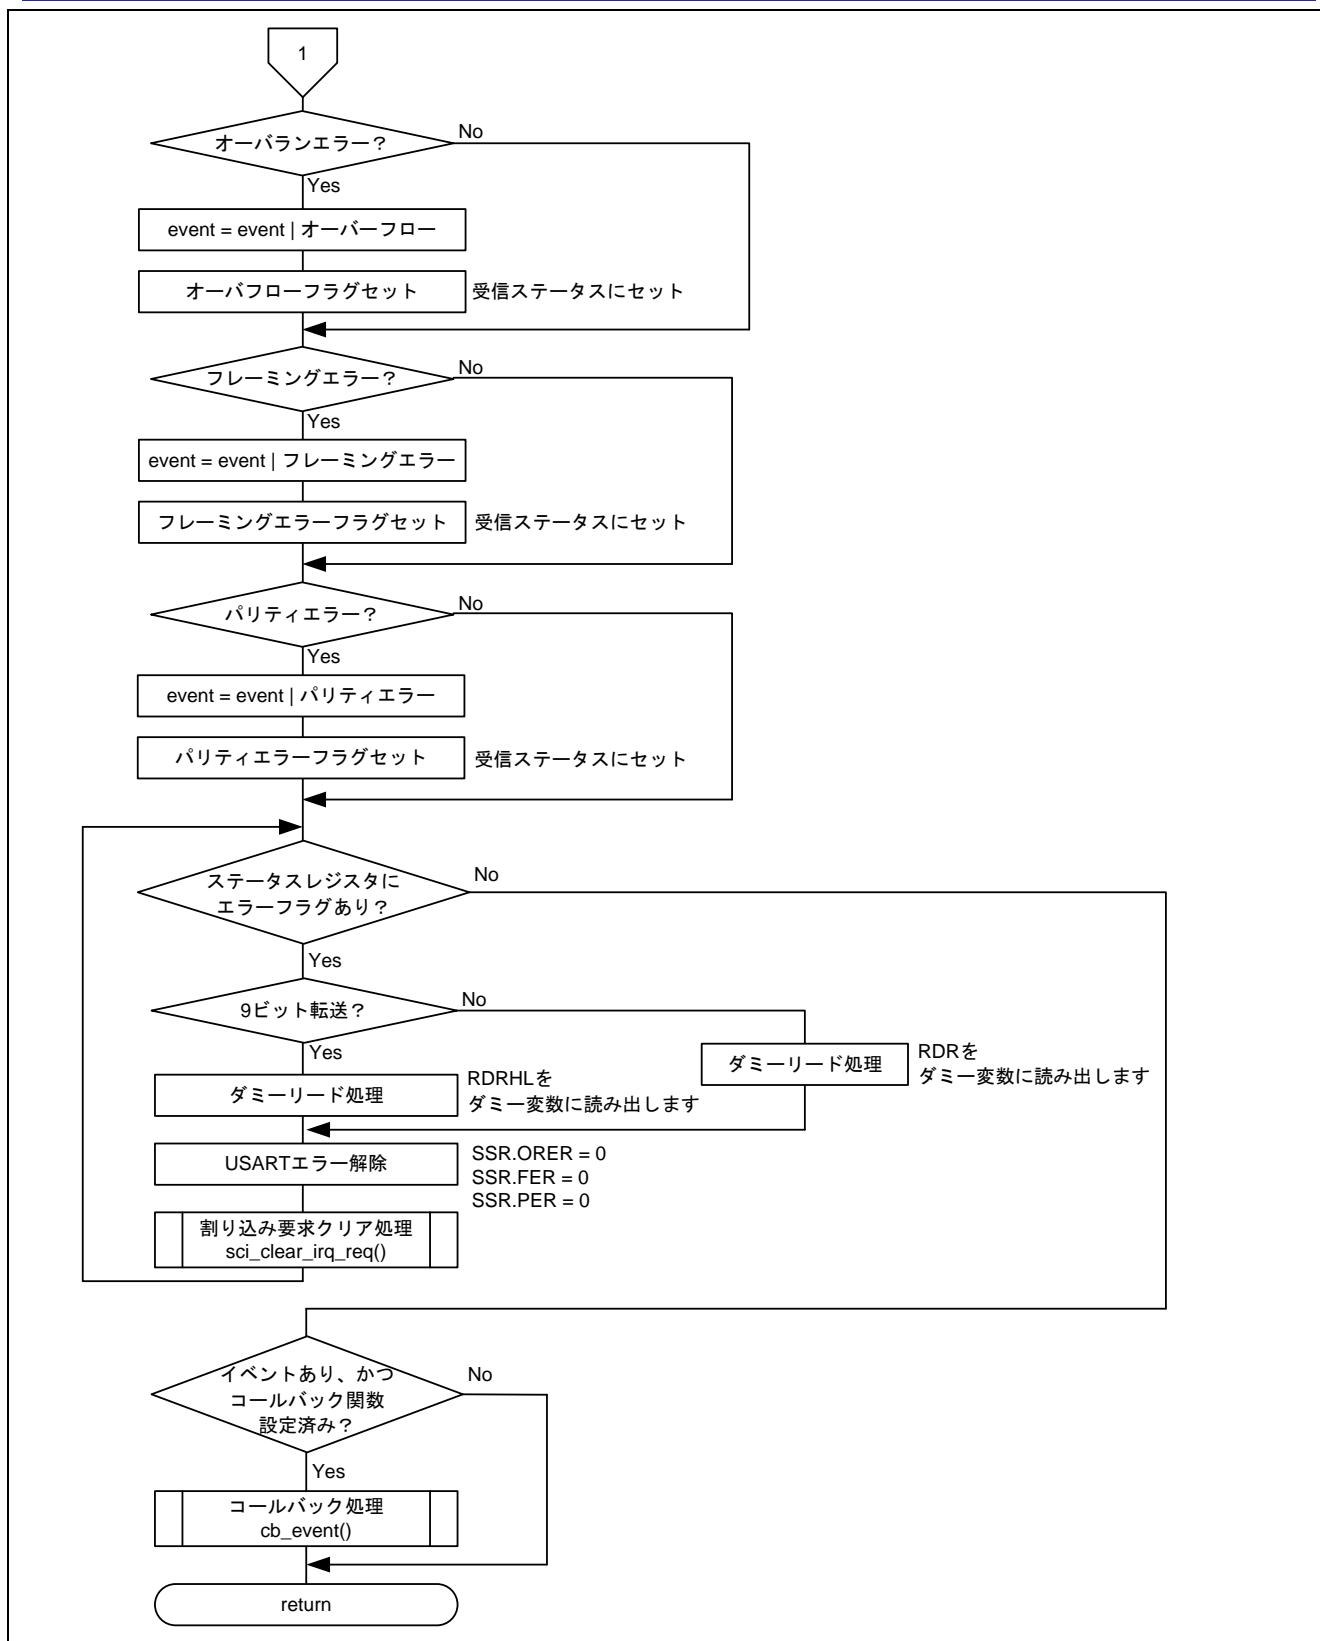 1
オーバランエラー？
No
Yes
event = event | オーバーフロー
オーバフローフラグセット
受信ステータスにセット
フレーミングエラー？
No
Yes
event = event | フレーミングエラー
フレーミングエラーフラグセット
受信ステータスにセット
パリティエラー？
No
Yes
event = event | パリティエラー
パリティエラーフラグセット
受信ステータスにセット
ステータスレジスタに
エラーフラグあり？
No
Yes
9ビット転送？
No
Yes
ダミーリード処理
RDRを
ダミー変数に読み出します
ダミーリード処理
RDRHLを
ダミー変数に読み出します
USARTエラー解除
SSR.ORER = 0
SSR.FER = 0
SSR.PER = 0
割り込み要求クリア処理
sci_clear_irq_req()
イベントあり、かつ
コールバック関数
設定済み？
No
Yes
コールバック処理
cb_event()
return